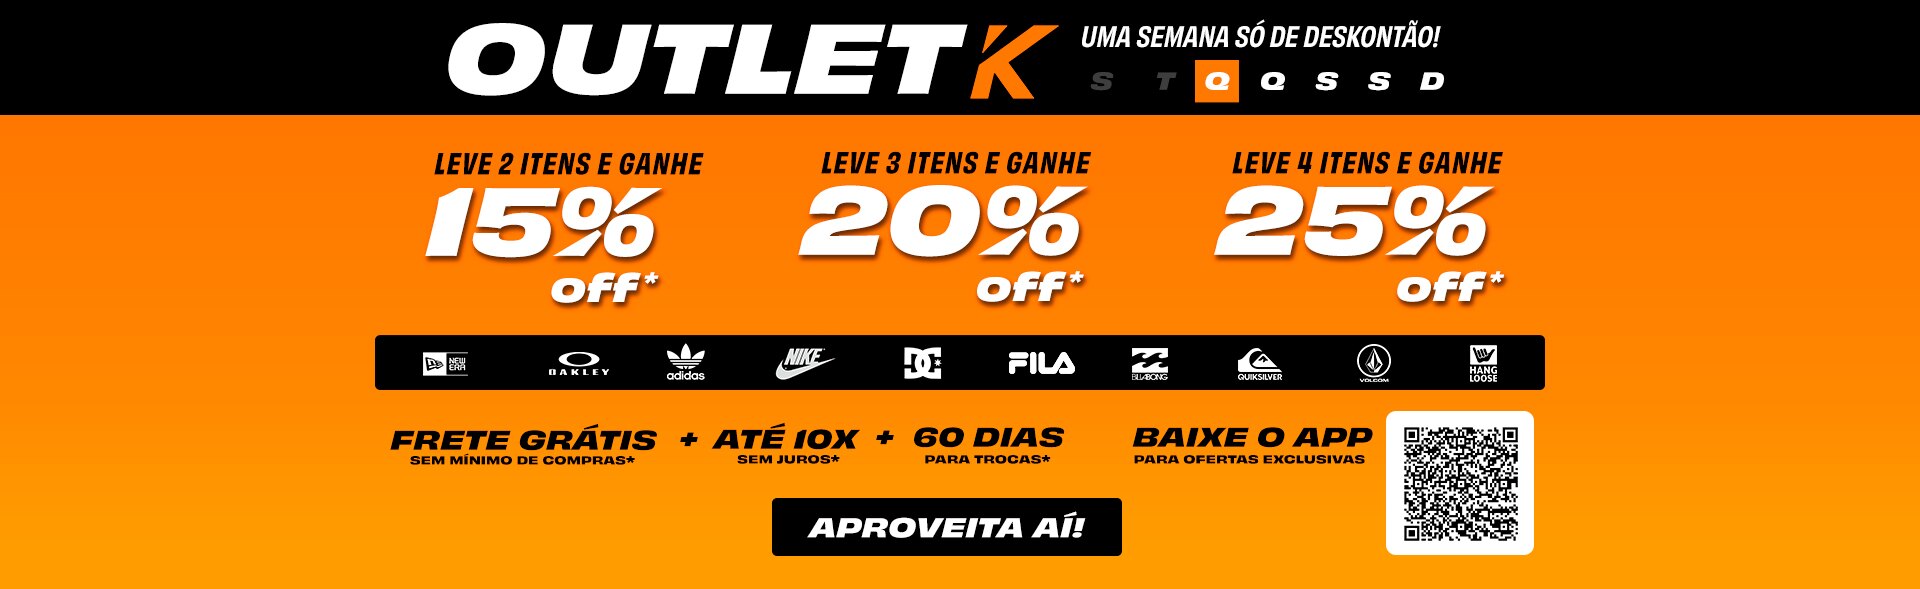 OUTLET K
UMA SEMANA SÓ DE DESKONTÃO!
S T Q Q S S D
LEVE 2 ITENS E GANHE
15%
off*
LEVE 3 ITENS E GANHE
20%
off*
LEVE 4 ITENS E GANHE
25%
off*
NEW ERA
OAKLEY
adidas
NIKE
DC
FILA
BILLABONG
QUIKSILVER
VOLCOM
HANG LOOSE
FRETE GRÁTIS
SEM MÍNIMO DE COMPRAS*
+
ATÉ 10X
SEM JUROS*
+
60 DIAS
PARA TROCAS*
BAIXE O APP
PARA OFERTAS EXCLUSIVAS
APROVEITA AÍ!